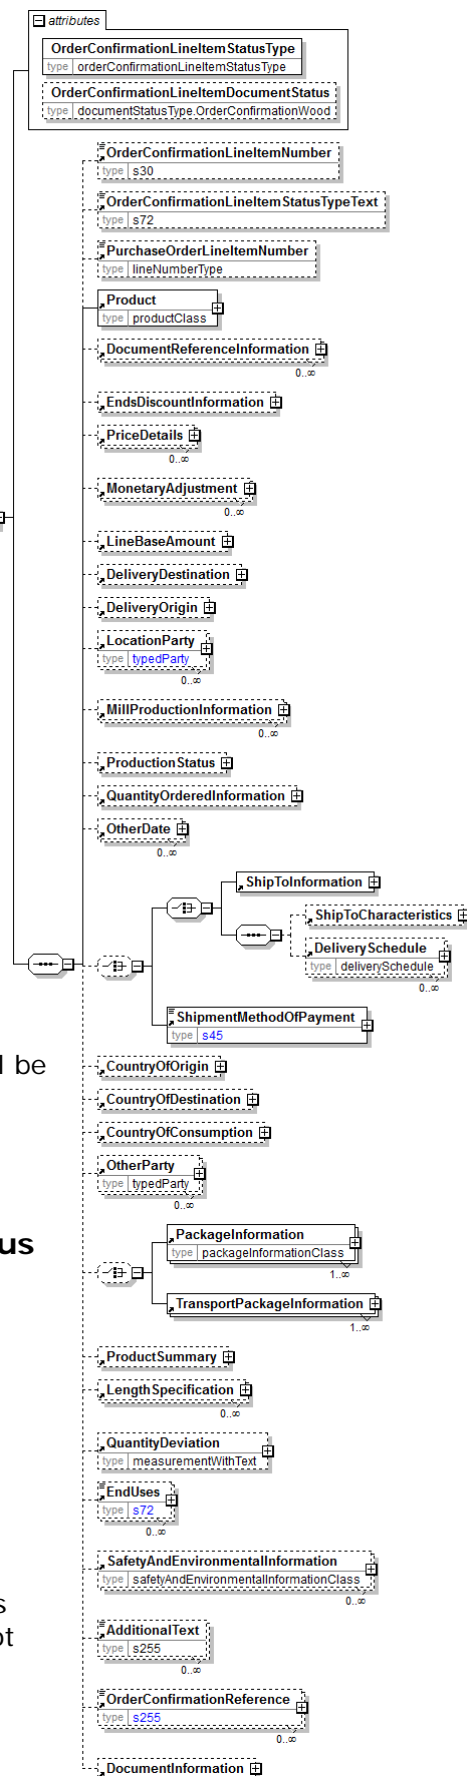 attributes
OrderConfirmationLineItemStatusType
type orderConfirmationLineItemStatusType
OrderConfirmationLineItemDocumentStatus
type documentStatusType.OrderConfirmationWood
OrderConfirmationLineItemNumber
type s30
OrderConfirmationLineItemStatusTypeText
type s72
PurchaseOrderLineItemNumber
type lineNumberType
Product
type productClass
DocumentReferenceInformation
0..∞
EndsDiscountInformation
PriceDetails
0..∞
MonetaryAdjustment
0..∞
LineBaseAmount
DeliveryDestination
DeliveryOrigin
LocationParty
type typedParty
0..∞
MillProductionInformation
0..∞
ProductionStatus
QuantityOrderedInformation
OtherDate
0..∞
ShipToInformation
ShipToCharacteristics
DeliverySchedule
type deliverySchedule
0..∞
ShipmentMethodOfPayment
type s45
l be
CountryOfOrigin
CountryOfDestination
CountryOfConsumption
OtherParty
type typedParty
0..∞
us
PackageInformation
type packageInformationClass
1..∞
TransportPackageInformation
1..∞
ProductSummary
LengthSpecification
0..∞
QuantityDeviation
type measurementWithText
EndUses
type s72
0..∞
SafetyAndEnvironmentalInformation
type safetyAndEnvironmentalInformationClass
0..∞
s
AdditionalText
ot
type s255
0..∞
OrderConfirmationReference
type s255
0..∞
DocumentInformation